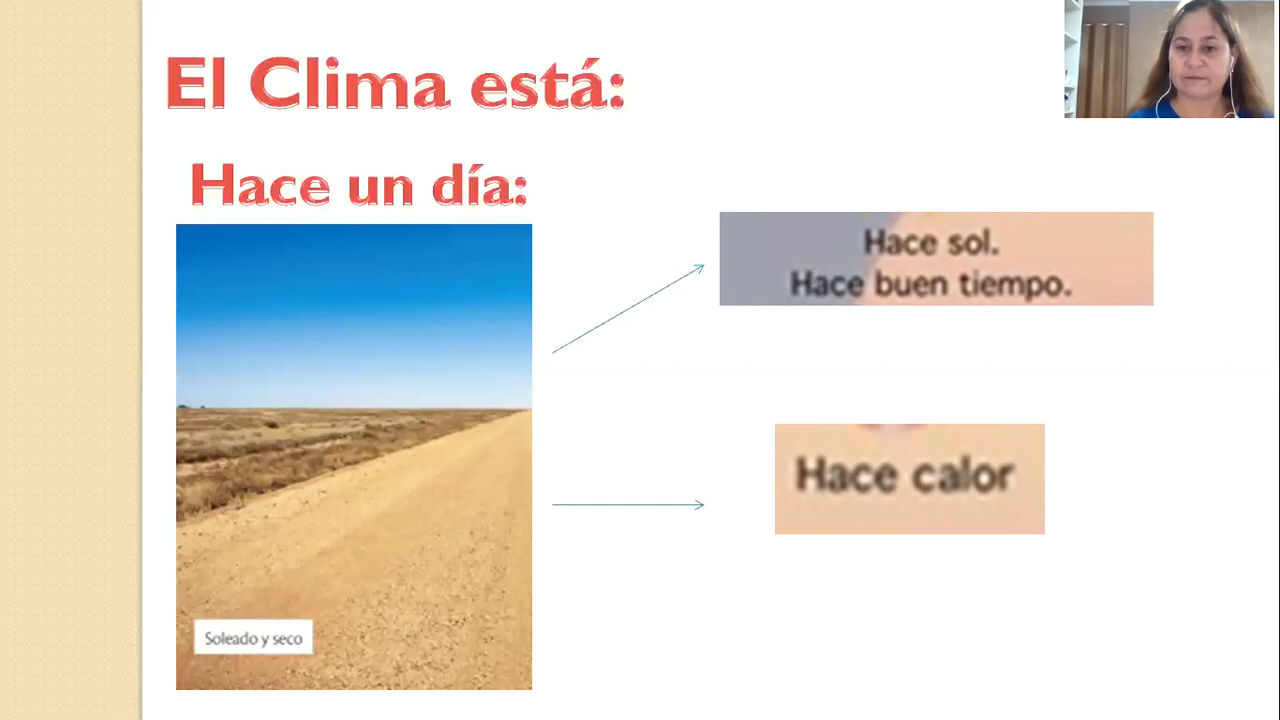 El Clima está:
Hace un día:
Hace sol.
Hace buen tiempo.
Hace calor
Soleado y seco